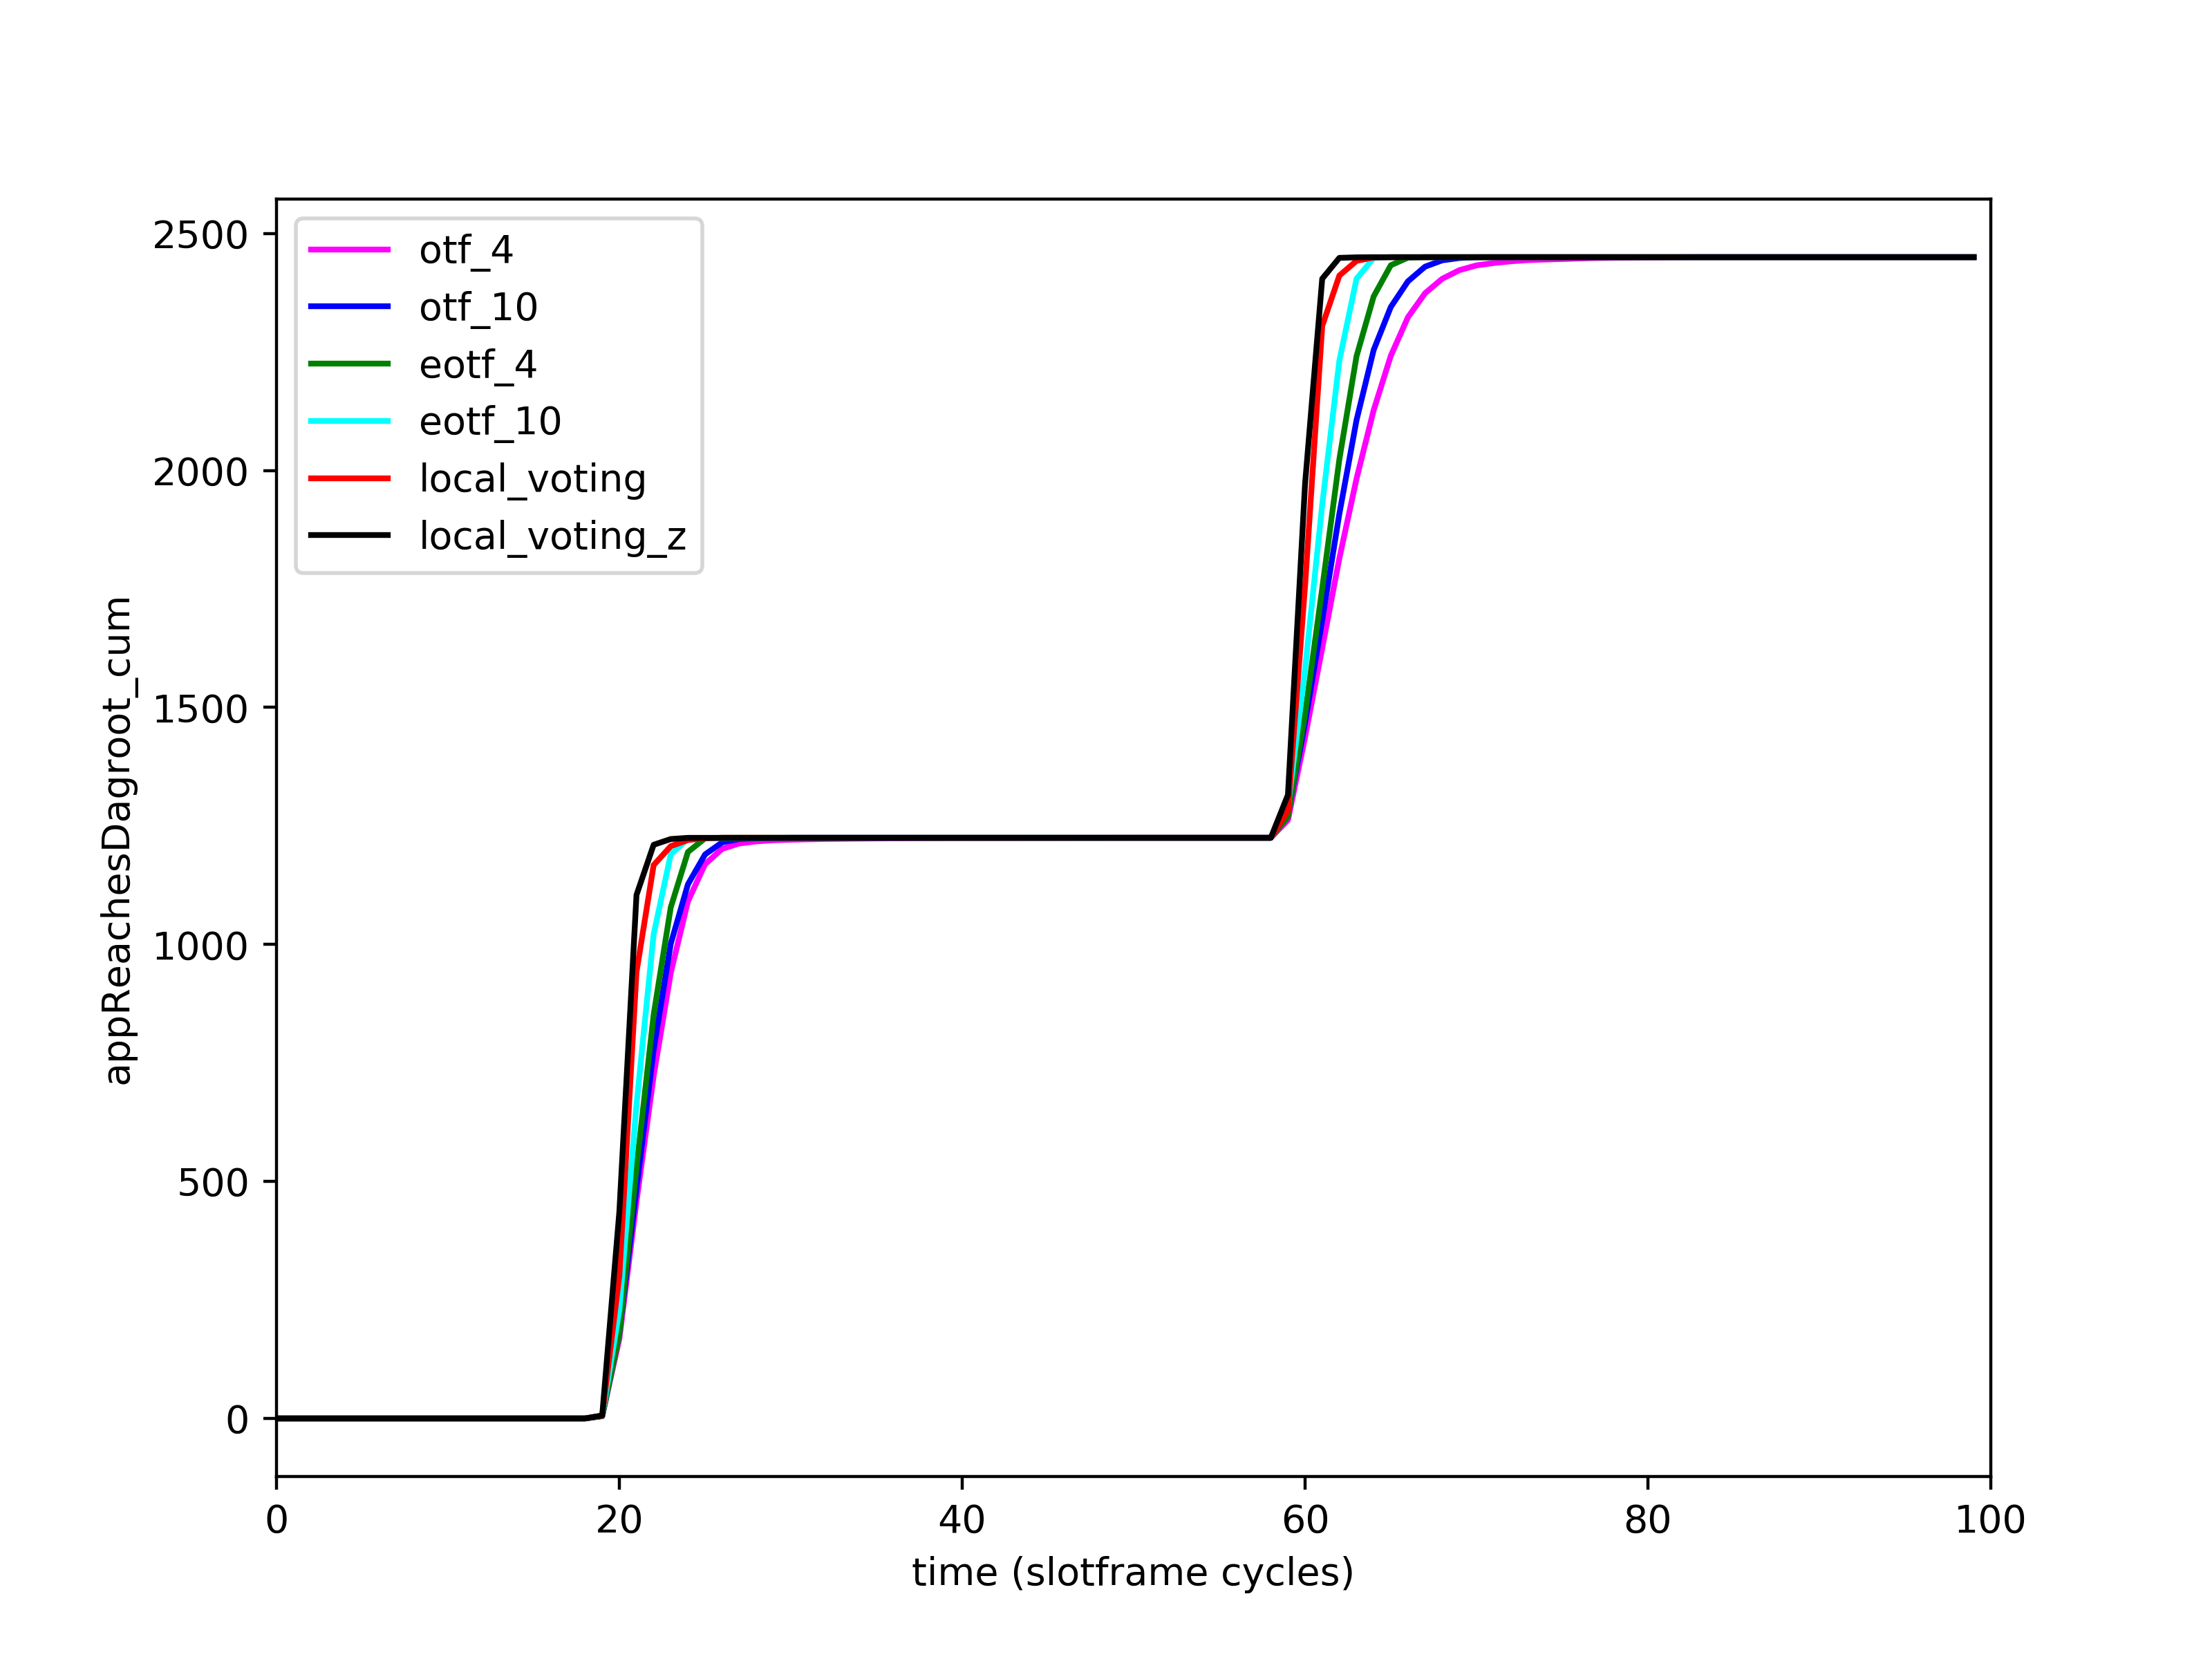 otf_4
otf_10
eotf_4
eotf_10
local_voting
local_voting_z
appReachesDagroot_cum
2500
2000
1500
1000
500
0
0 20 40 60 80 100
time (slotframe cycles)